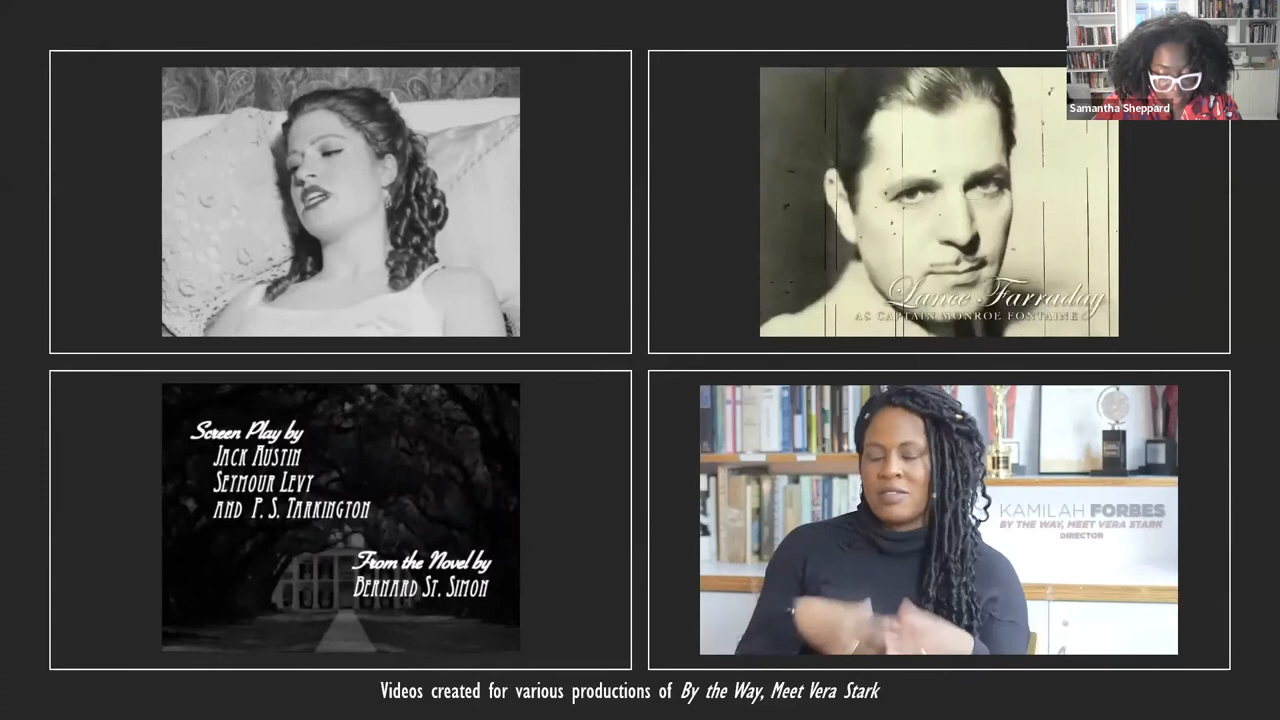 Samantha Sheppard
Lance Farraday
AS CAPTAIN MONROE FONTAINE
Screen Play by
JACK AUSTIN
SEYMOUR LEVY
AND P. S. TARKINGTON
From the Novel by
BERNARD ST. SIMON
KAMILAH FORBES
BY THE WAY, MEET VERA STARK
DIRECTOR
Videos created for various productions of By the Way, Meet Vera Stark